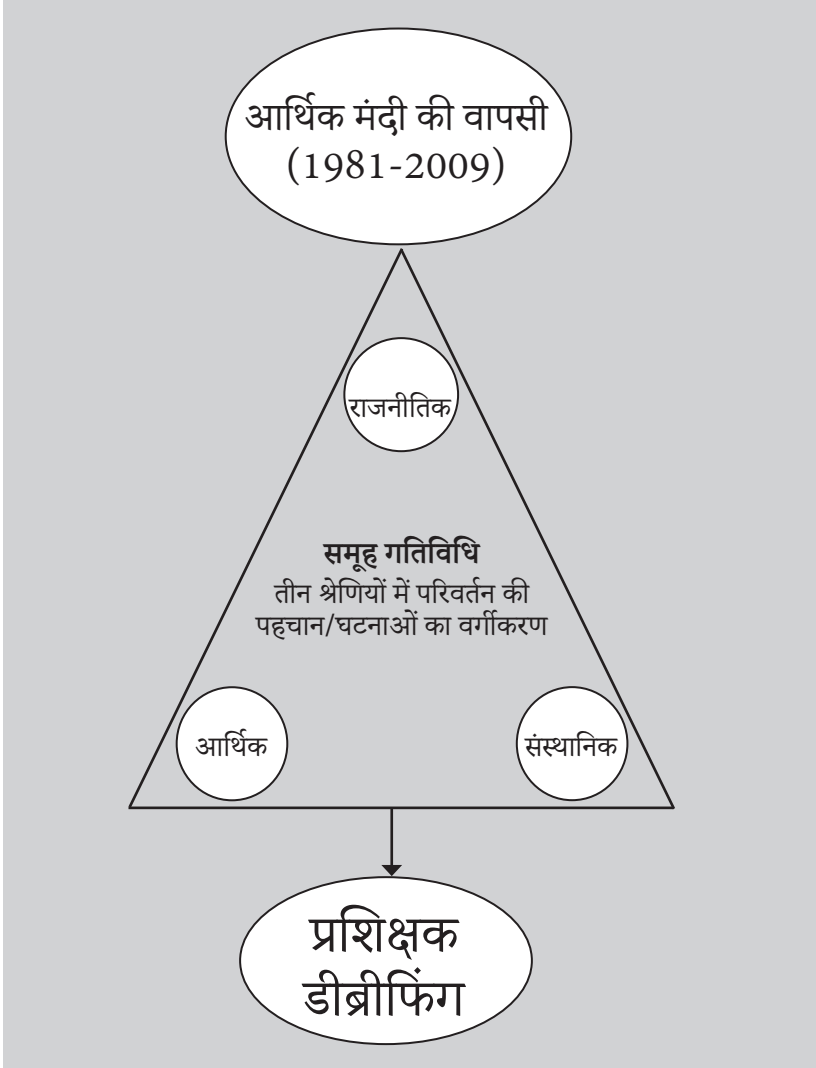 आर्थिक मंदी की वापसी
(1981-2009)
राजनीतिक
समूह गतिविधि
तीन श्रेणियों में परिवर्तन की
पहचान/घटनाओं का वर्गीकरण
आर्थिक
संस्थानिक
प्रशिक्षक
डीब्रीफिंग